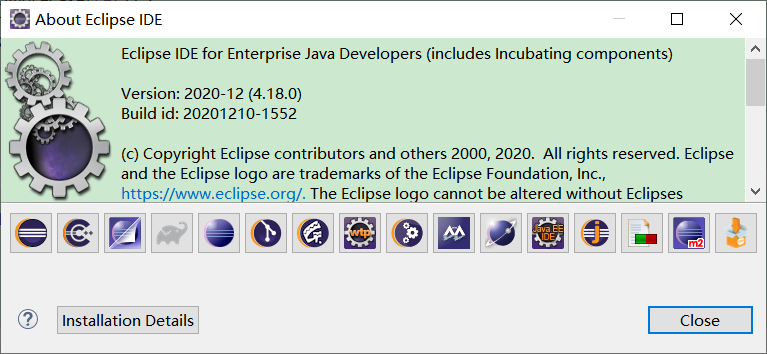 About Eclipse IDE
Eclipse IDE for Enterprise Java Developers (includes Incubating components)
Version: 2020-12 (4.18.0)
Build id: 20201210-1552
(c) Copyright Eclipse contributors and others 2000, 2020.  All rights reserved. Eclipse
and the Eclipse logo are trademarks of the Eclipse Foundation, Inc.,
https://www.eclipse.org/. The Eclipse logo cannot be altered without Eclipses
wtp
Java EE
IDE
j
m2
?
Installation Details
Close